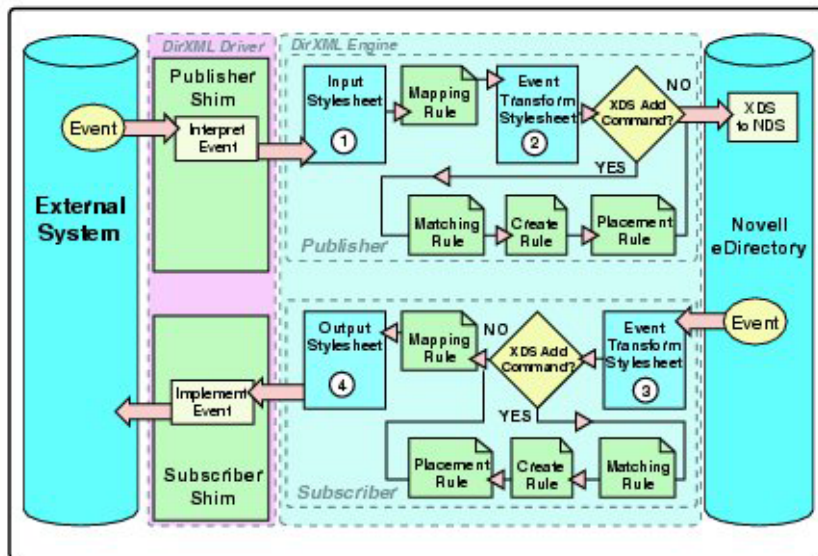 DirXML Driver
DirXML Engine
Publisher
Shim
Event
Interpret
Event
Input
Stylesheet
1
Mapping
Rule
Event
Transform
Stylesheet
2
XDS Add
Command?
NO
XDS
to NDS
YES
External
System
Matching
Rule
Create
Rule
Placement
Rule
Publisher
Novell
eDirectory
Output
Stylesheet
4
Mapping
Rule
NO
XDS Add
Command?
Event
Transform
Stylesheet
3
Event
Implement
Event
YES
Placement
Rule
Create
Rule
Matching
Rule
Subscriber
Shim
Subscriber